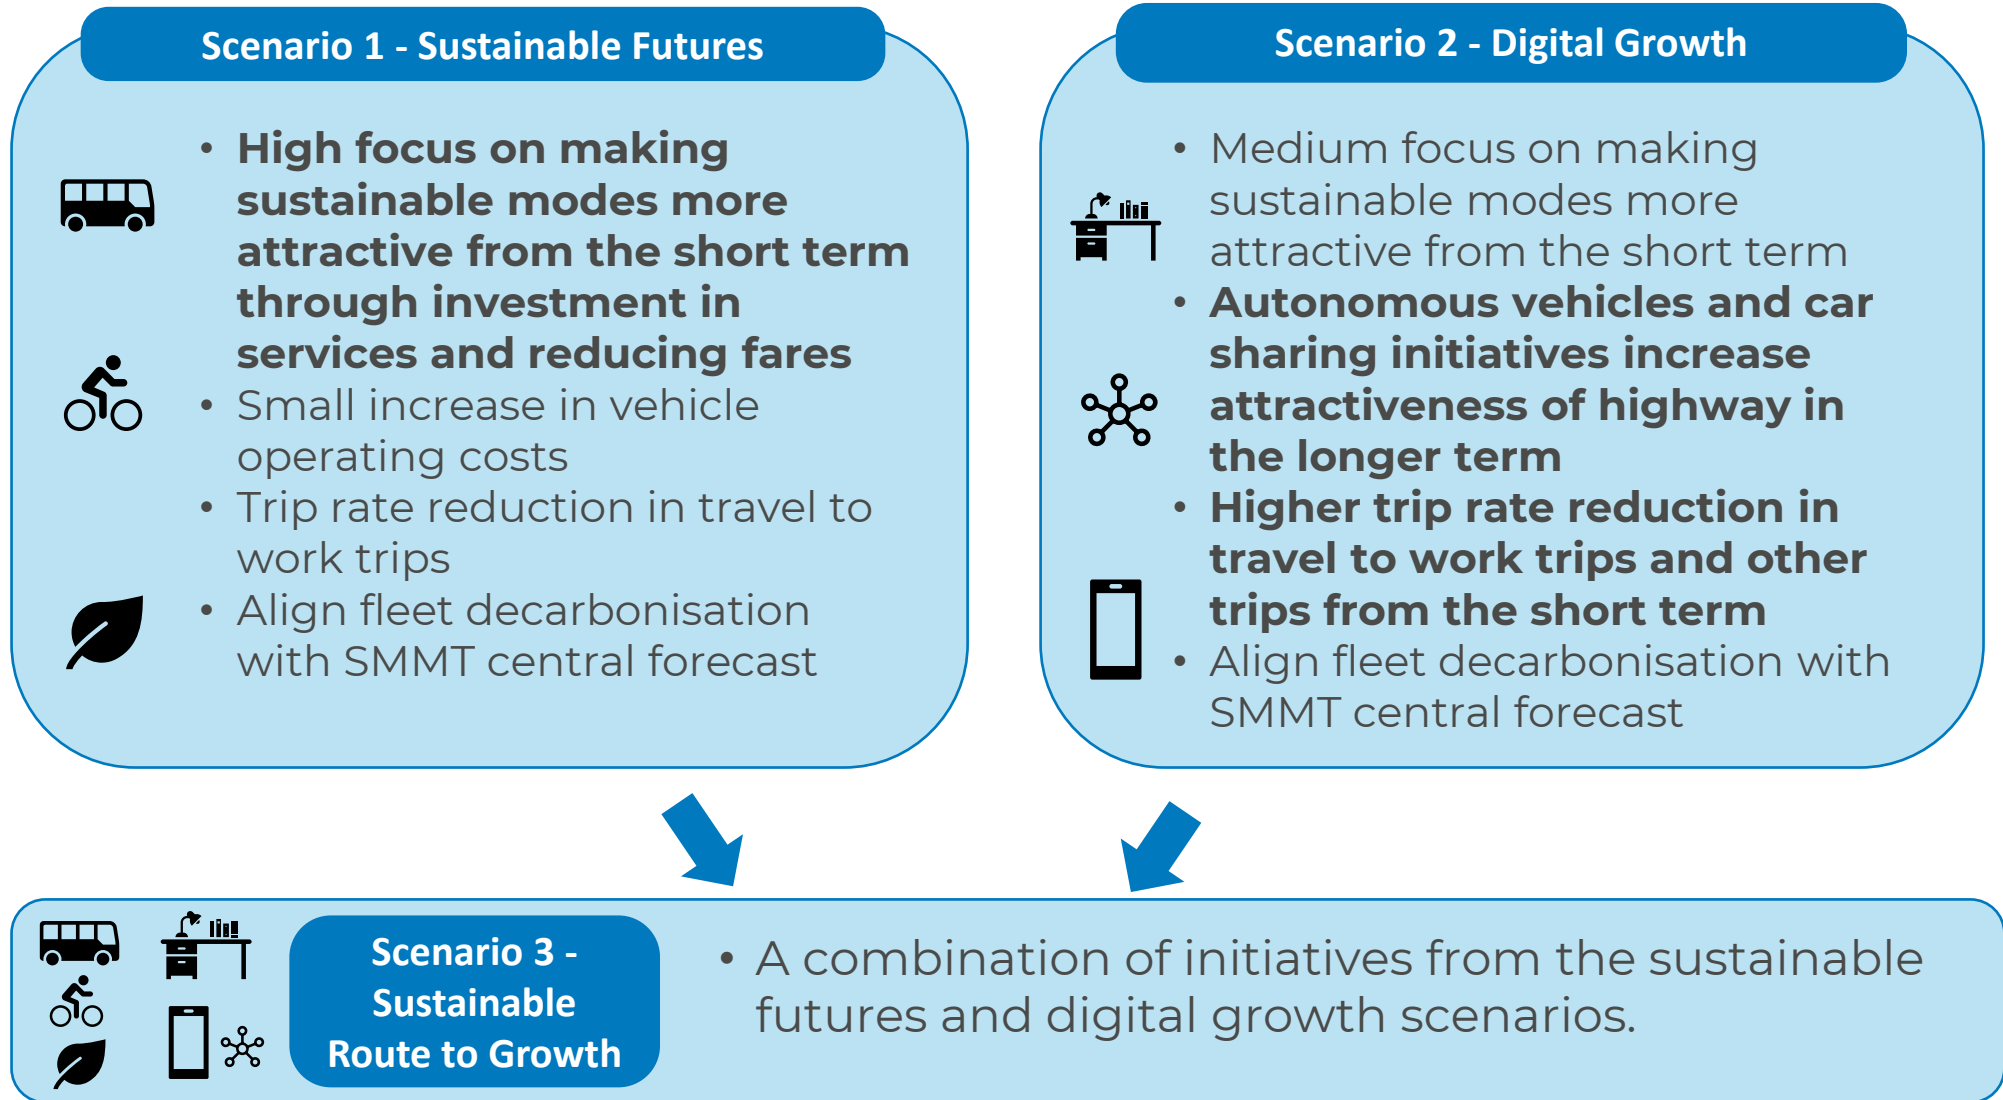 Scenario 1 - Sustainable Futures
• High focus on making
sustainable modes more
attractive from the short term
through investment in
services and reducing fares
• Small increase in vehicle
operating costs
• Trip rate reduction in travel to
work trips
• Align fleet decarbonisation
with SMMT central forecast
Scenario 2 - Digital Growth
• Medium focus on making
sustainable modes more
attractive from the short term
• Autonomous vehicles and car
sharing initiatives increase
attractiveness of highway in
the longer term
• Higher trip rate reduction in
travel to work trips and other
trips from the short term
• Align fleet decarbonisation with
SMMT central forecast
Scenario 3 -
Sustainable
Route to Growth
• A combination of initiatives from the sustainable
futures and digital growth scenarios.